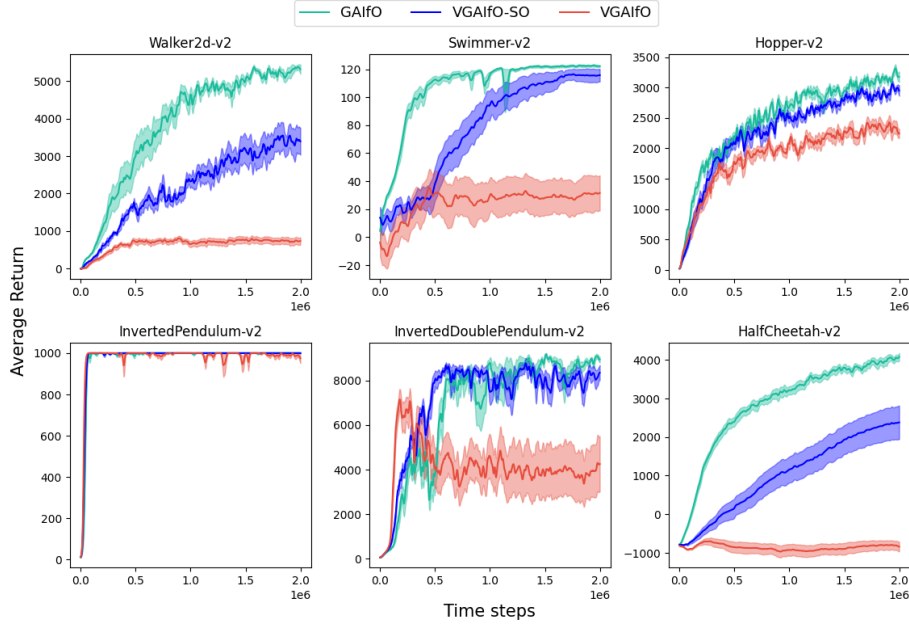 GAIfO VGAIfO-SO VGAIfO
Walker2d-v2 Swimmer-v2 Hopper-v2
5000
4000
3000
2000
1000
0
0.0 0.5 1.0 1.5 2.0
1e6
120
100
80
60
40
20
0
−20
0.0 0.5 1.0 1.5 2.0
1e6
3500
3000
2500
2000
1500
1000
500
0
0.0 0.5 1.0 1.5 2.0
1e6
Average Return
InvertedPendulum-v2 InvertedDoublePendulum-v2 HalfCheetah-v2
1000
800
600
400
200
0
0.0 0.5 1.0 1.5 2.0
1e6
8000
6000
4000
2000
0
0.0 0.5 1.0 1.5 2.0
1e6
4000
3000
2000
1000
0
−1000
0.0 0.5 1.0 1.5 2.0
1e6
Time steps